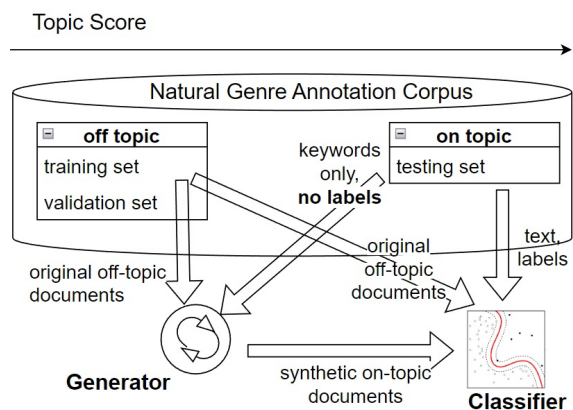 Topic Score
Natural Genre Annotation Corpus
off topic
training set
validation set
keywords
only,
no labels
on topic
testing set
original off-topic
documents
original
off-topic
documents
text,
labels
Generator
synthetic on-topic
documents
Classifier